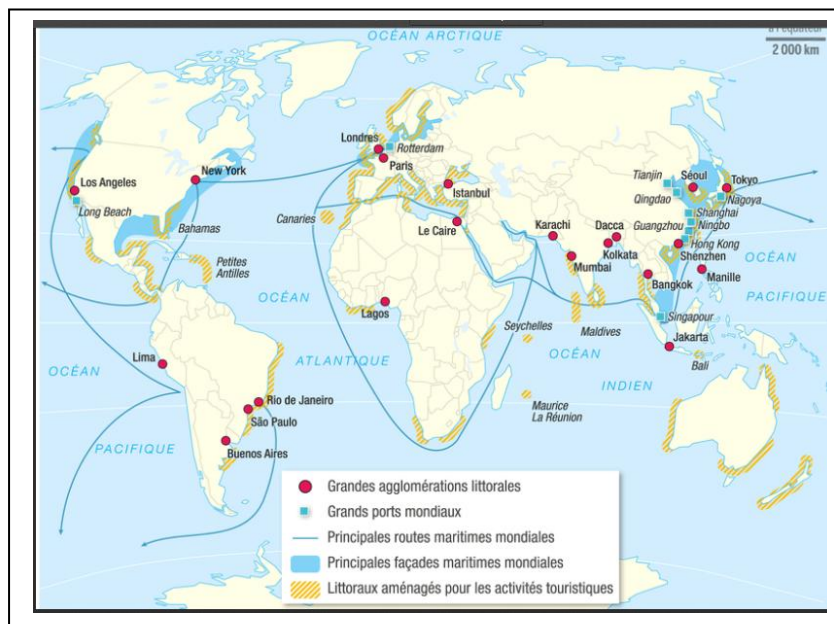 à l'équateur
2 000 km
OCÉAN ARCTIQUE
Londres
Rotterdam
Paris
New York
Los Angeles
Long Beach
Istanbul
Tianjin
Séoul
Tokyo
Qingdao
Nagoya
Shanghai
Ningbo
Guangzhou
Hong Kong
Shenzhen
Canaries
Bahamas
Le Caire
Karachi
Dacca
Kolkata
Mumbai
Bangkok
Manille
Petites
Antilles
OCÉAN
PACIFIQUE
OCÉAN
Lagos
Seychelles
Maldives
Singapour
Jakarta
Bali
Lima
ATLANTIQUE
OCÉAN
INDIEN
OCÉAN
Rio de Janeiro
São Paulo
Maurice
La Réunion
PACIFIQUE
Buenos Aires
Grandes agglomérations littorales
Grands ports mondiaux
Principales routes maritimes mondiales
Principales façades maritimes mondiales
Littoraux aménagés pour les activités touristiques